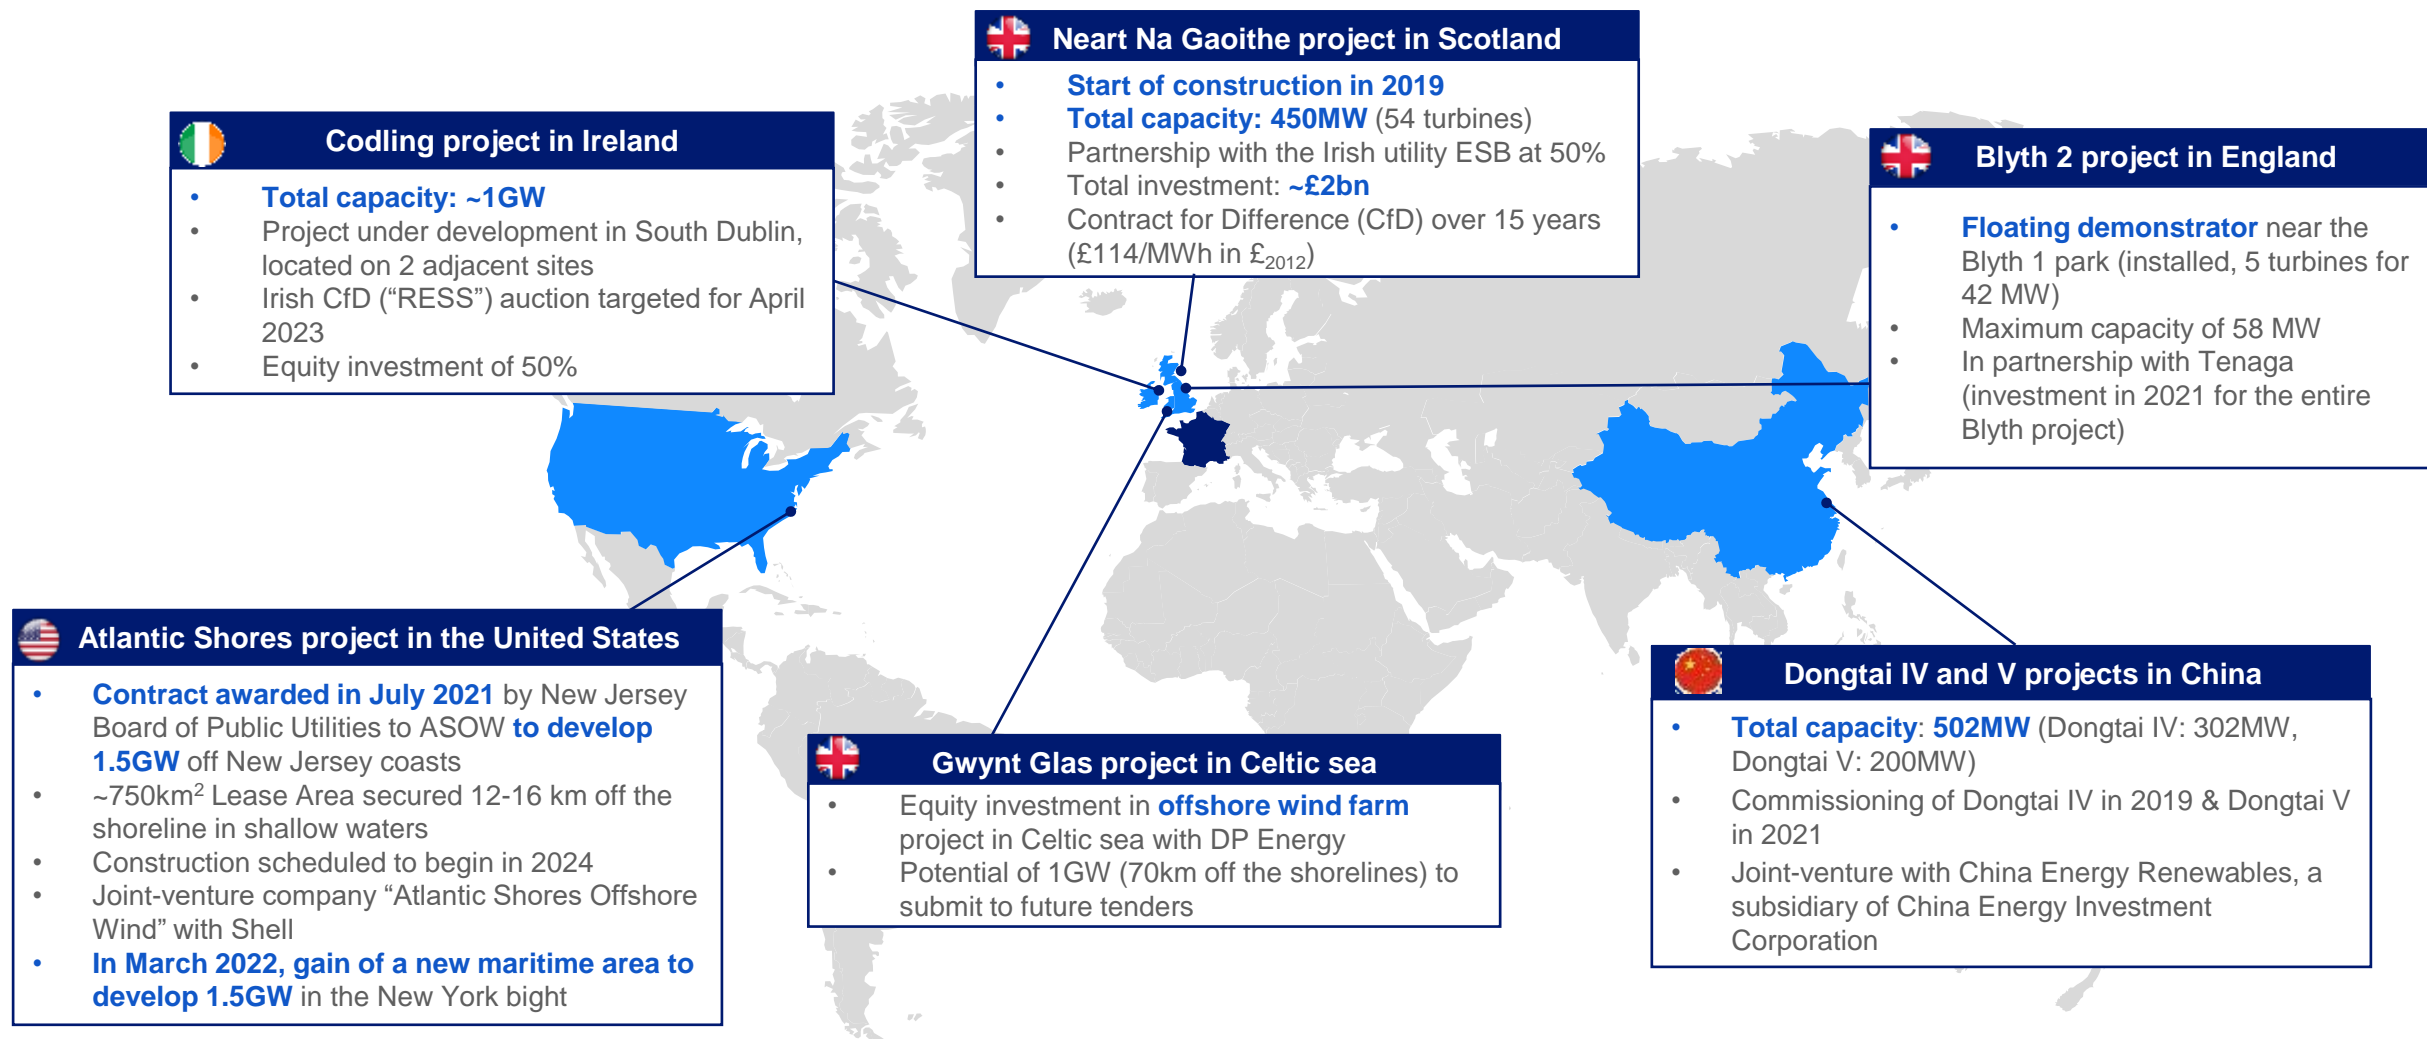 Neart Na Gaoithe project in Scotland
• Start of construction in 2019
• Total capacity: 450MW (54 turbines)
• Partnership with the Irish utility ESB at 50%
• Total investment: ~£2bn
• Contract for Difference (CfD) over 15 years
(£114/MWh in £2012)
Codling project in Ireland
• Total capacity: ~1GW
• Project under development in South Dublin,
located on 2 adjacent sites
• Irish CfD (“RESS”) auction targeted for April
2023
• Equity investment of 50%
Blyth 2 project in England
• Floating demonstrator near the
Blyth 1 park (installed, 5 turbines for
42 MW)
• Maximum capacity of 58 MW
• In partnership with Tenaga
(investment in 2021 for the entire
Blyth project)
Atlantic Shores project in the United States
• Contract awarded in July 2021 by New Jersey
Board of Public Utilities to ASOW to develop
1.5GW off New Jersey coasts
• ~750km2 Lease Area secured 12-16 km off the
shoreline in shallow waters
• Construction scheduled to begin in 2024
• Joint-venture company “Atlantic Shores Offshore
Wind” with Shell
• In March 2022, gain of a new maritime area to
develop 1.5GW in the New York bight
Gwynt Glas project in Celtic sea
• Equity investment in offshore wind farm
project in Celtic sea with DP Energy
• Potential of 1GW (70km off the shorelines) to
submit to future tenders
Dongtai IV and V projects in China
• Total capacity: 502MW (Dongtai IV: 302MW,
Dongtai V: 200MW)
• Commissioning of Dongtai IV in 2019 & Dongtai V
in 2021
• Joint-venture with China Energy Renewables, a
subsidiary of China Energy Investment
Corporation